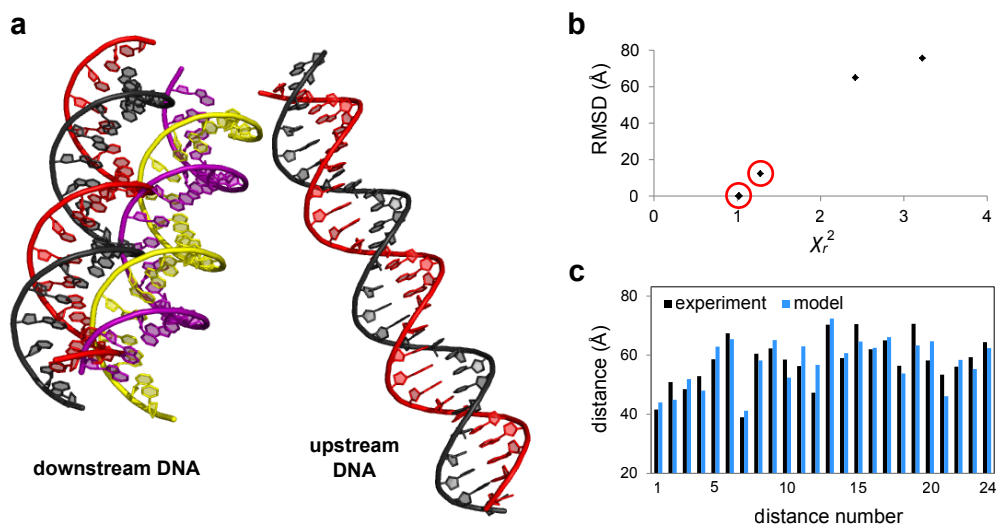 a
downstream DNA
upstream
DNA
b
RMSD (Å)
80
60
40
20
0
0 1 2 3 4
χr²
c
experiment model
distance (Å)
80
60
40
20
1 5 10 15 20 24
distance number